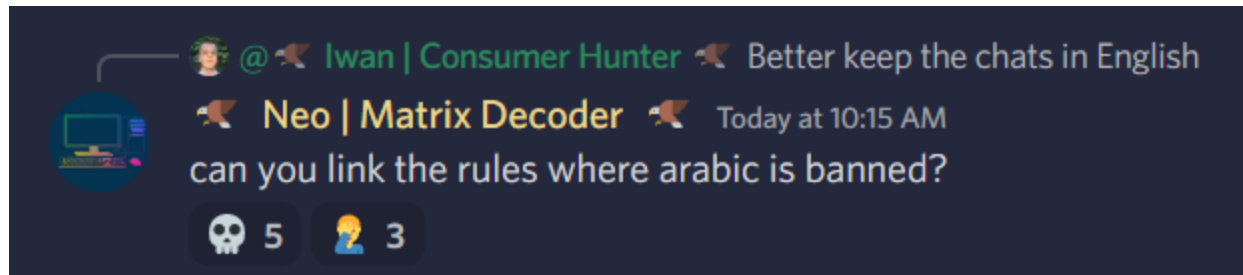 @🦅 Iwan | Consumer Hunter 🦅 Better keep the chats in English
🦅 Neo | Matrix Decoder 🦅 Today at 10:15 AM
can you link the rules where arabic is banned?
💀 5 🤦‍♂️ 3